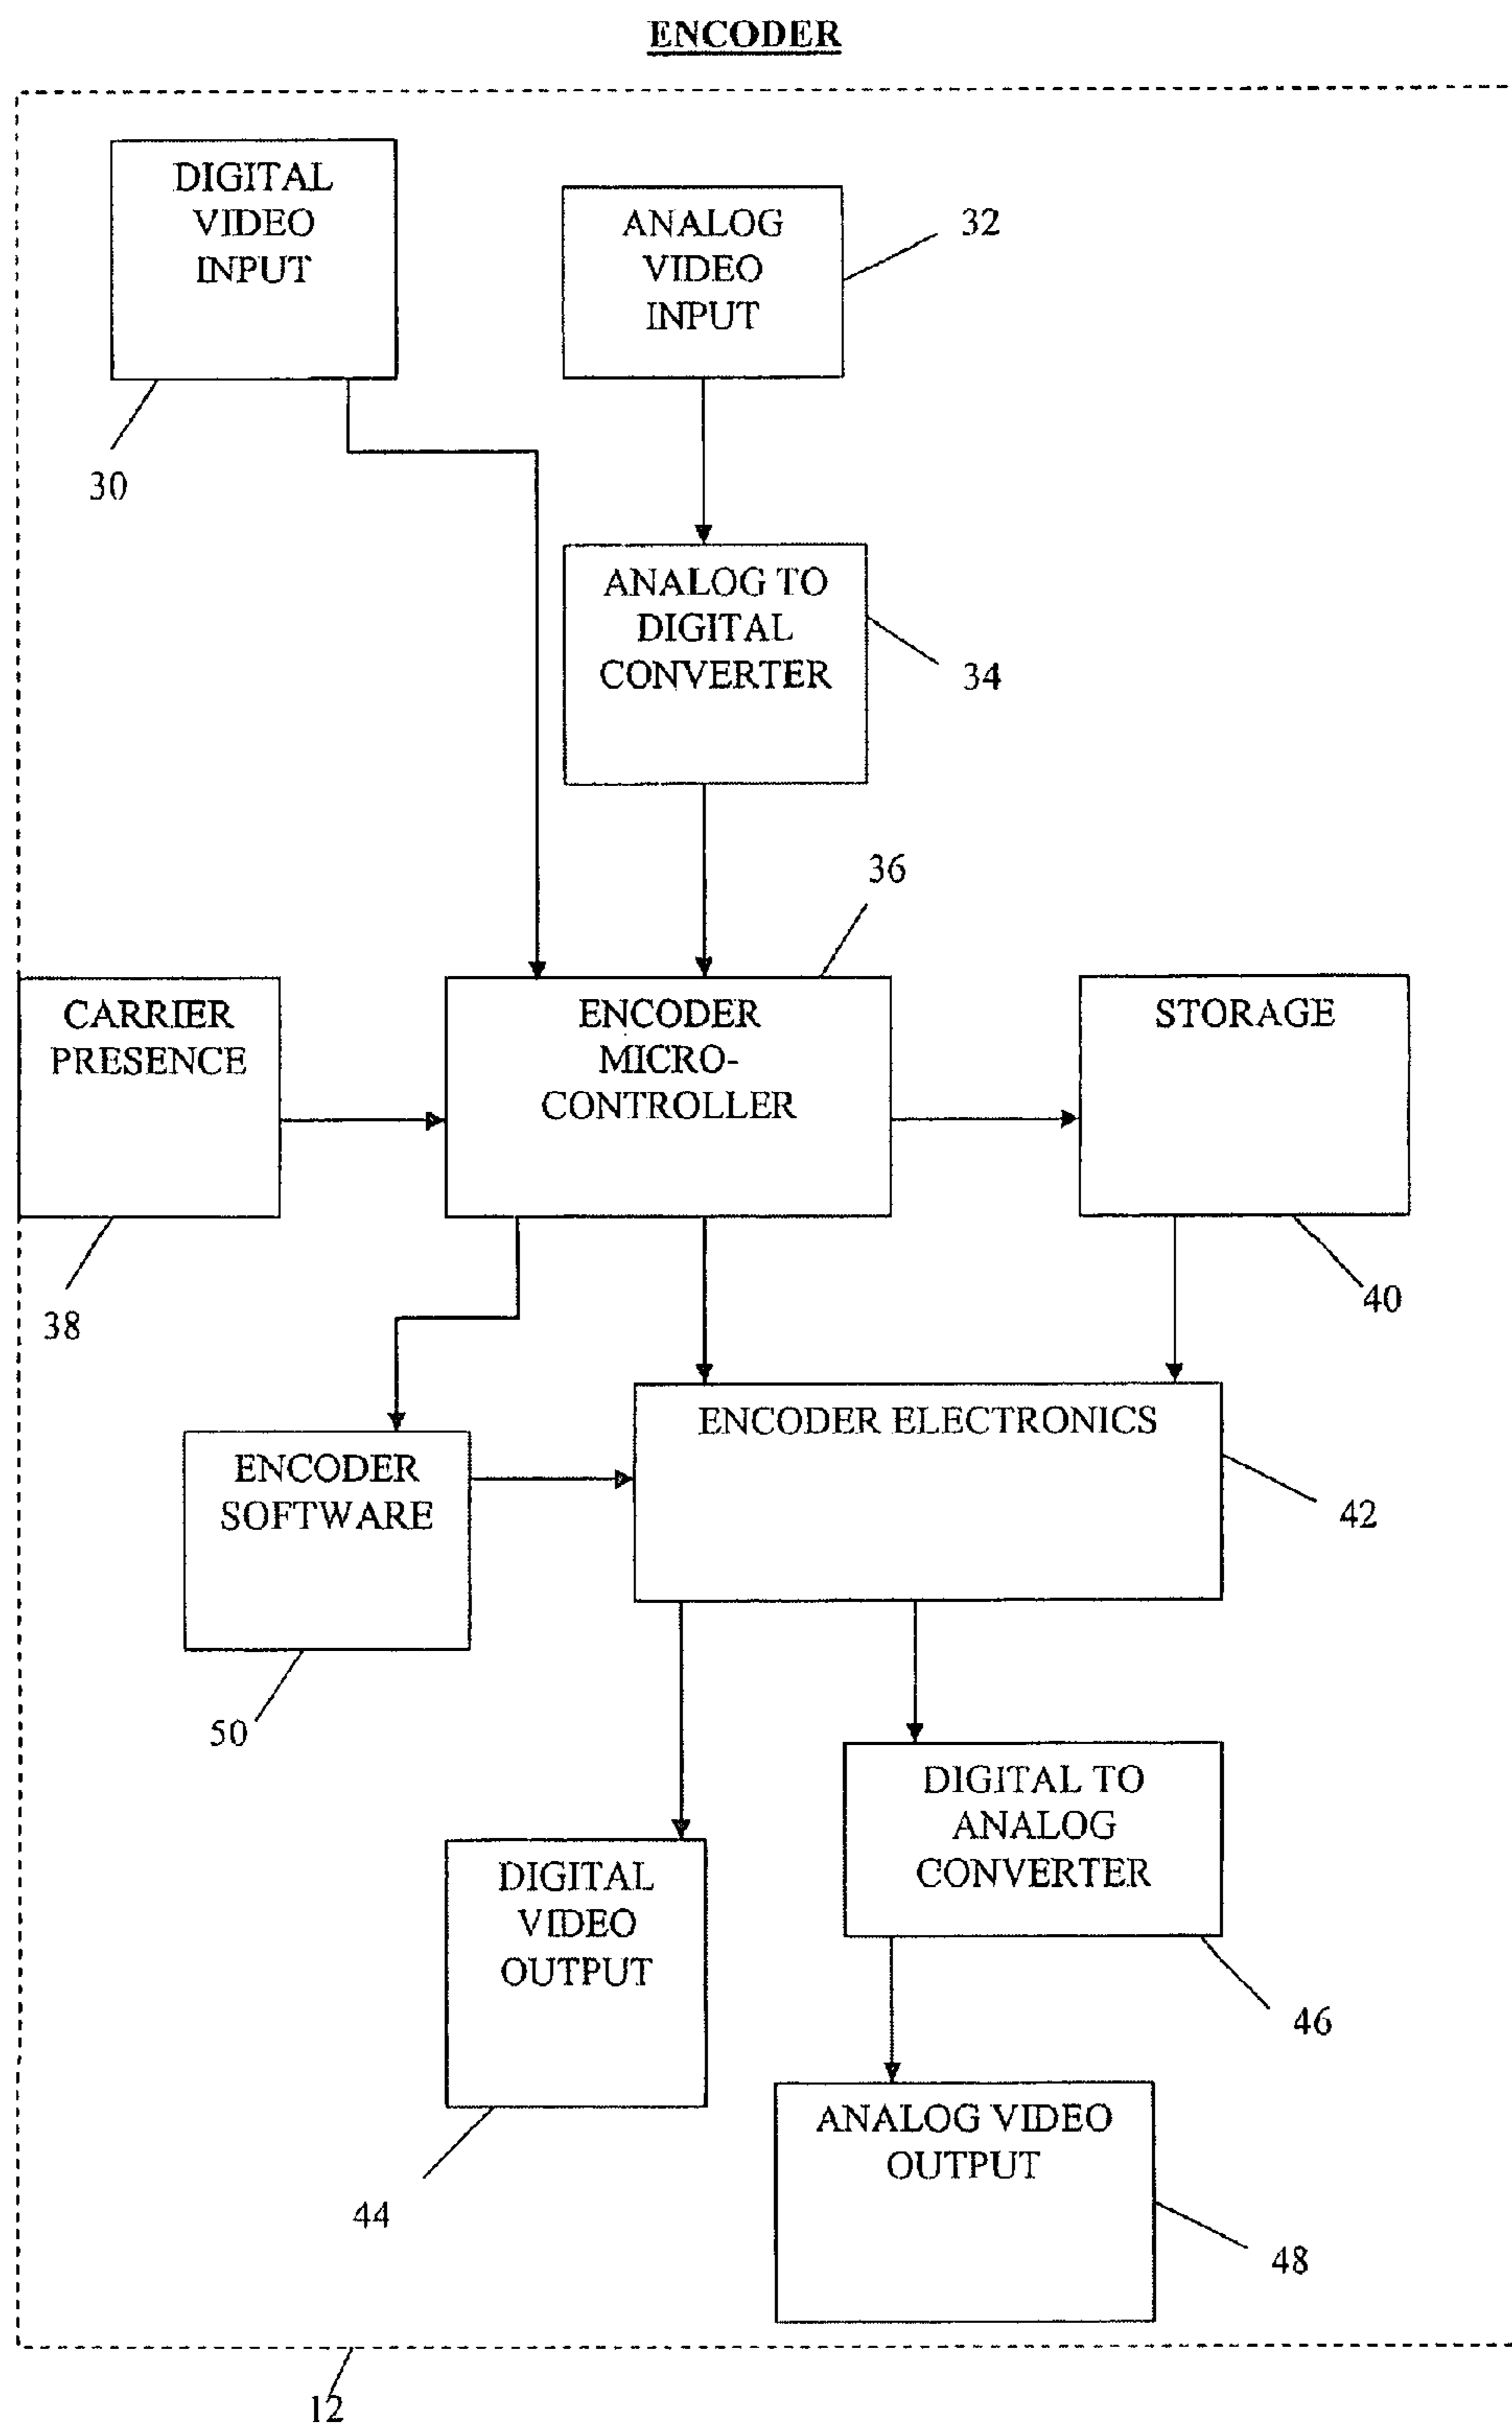 ENCODER
DIGITAL
VIDEO
INPUT
30
ANALOG
VIDEO
INPUT
32
ANALOG TO
DIGITAL
CONVERTER
34
36
CARRIER
PRESENCE
38
ENCODER
MICRO-
CONTROLLER
STORAGE
40
ENCODER
SOFTWARE
50
ENCODER ELECTRONICS
42
DIGITAL
VIDEO
OUTPUT
44
DIGITAL TO
ANALOG
CONVERTER
46
ANALOG VIDEO
OUTPUT
48
12